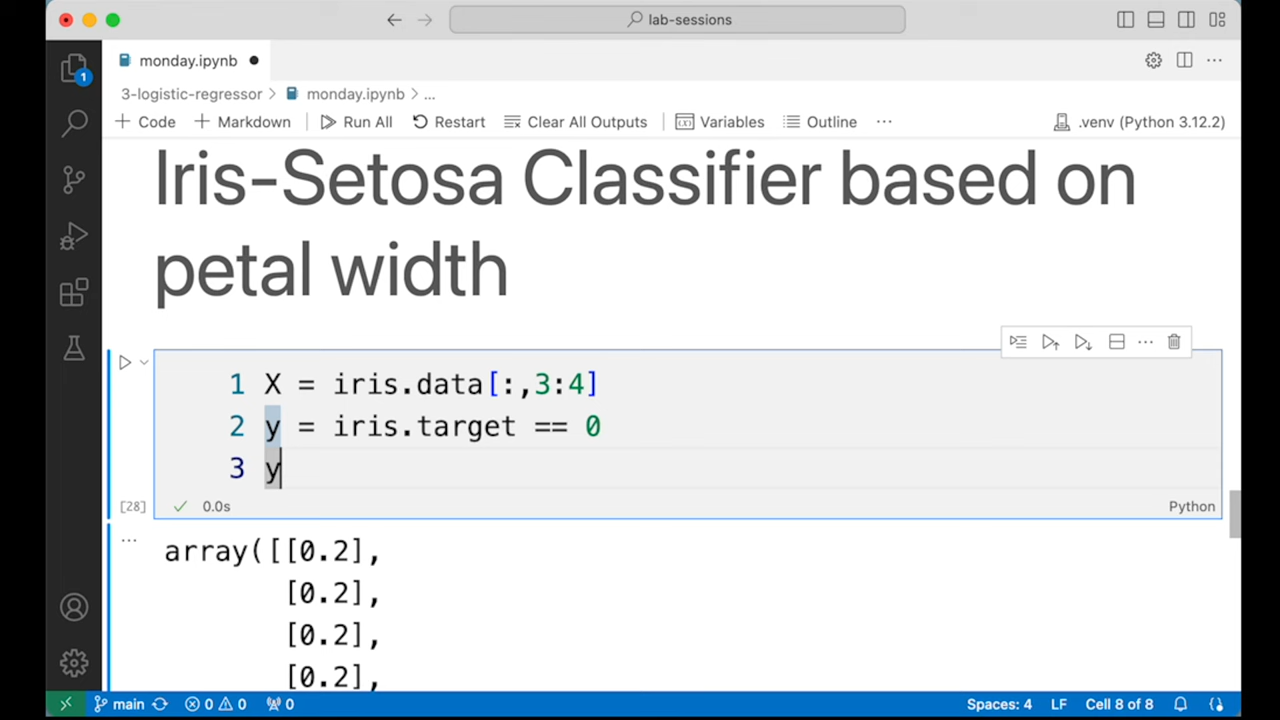 lab-sessions
monday.ipynb
1
3-logistic-regressor > monday.ipynb > ...
Code Markdown Run All Restart Clear All Outputs Variables Outline ... .venv (Python 3.12.2)
Iris-Setosa Classifier based on
petal width
1 X = iris.data[:,3:4]
2 y = iris.target == 0
3 y
[28] 0.0s Python
array([[0.2],
[0.2],
[0.2],
[0.2],
main 0 0 0 Spaces: 4 LF Cell 8 of 8